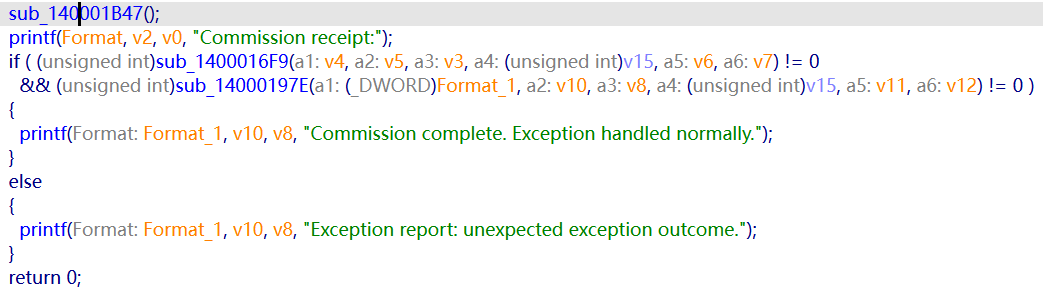 sub_140001B47();
printf(Format, v2, v0, "Commission receipt:");
if ( (unsigned int)sub_1400016F9(a1: v4, a2: v5, a3: v3, a4: (unsigned int)v15, a5: v6, a6: v7) != 0
&& (unsigned int)sub_14000197E(a1: (_DWORD)Format_1, a2: v10, a3: v8, a4: (unsigned int)v15, a5: v11, a6: v12) != 0 )
{
printf(Format: Format_1, v10, v8, "Commission complete. Exception handled normally.");
}
else
{
printf(Format: Format_1, v10, v8, "Exception report: unexpected exception outcome.");
}
return 0;